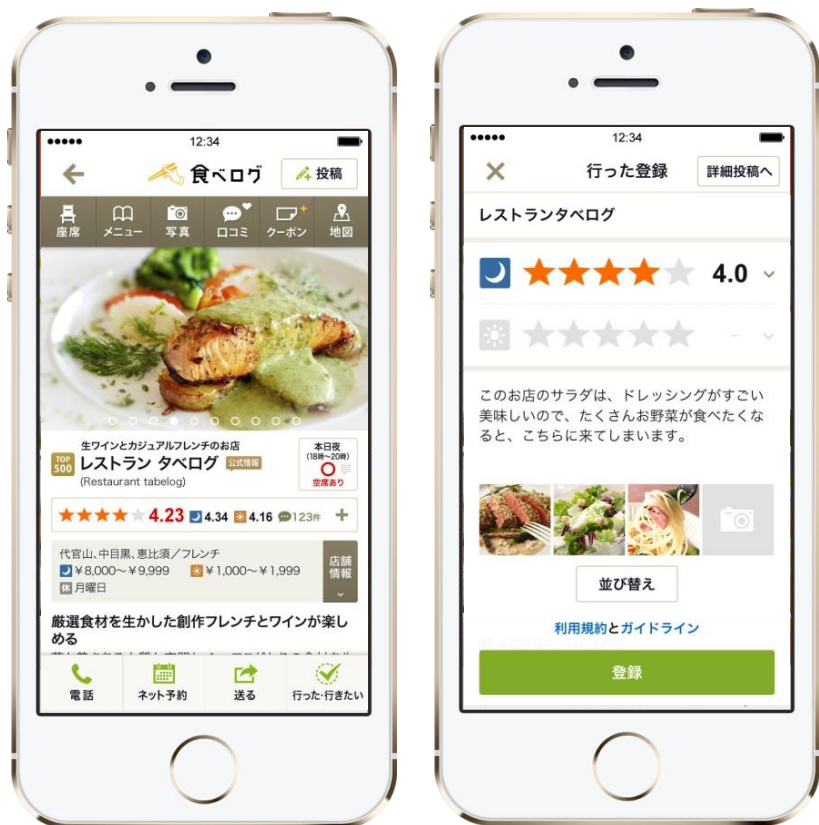 12:34
食べログ
投稿
座席 メニュー 写真 口コミ クーポン 地図
生ワインとカジュアルフレンチのお店
TOP 500
レストラン タベログ 公式情報
(Restaurant tabelog)
本日夜
(18時〜20時)
空席あり
4.23 4.34 4.16 123件 +
代官山、中目黒、恵比須／フレンチ
¥8,000〜¥9,999 ¥1,000〜¥1,999
休 月曜日
店舗
情報
厳選食材を生かした創作フレンチとワインが楽し
める
電話 ネット予約 送る 行った・行きたい
12:34
行った登録
詳細投稿へ
レストランタベログ
4.0
-
このお店のサラダは、ドレッシングがすごい
美味しいので、たくさんお野菜が食べたくな
ると、こちらに来てしまいます。
並び替え
利用規約とガイドライン
登録